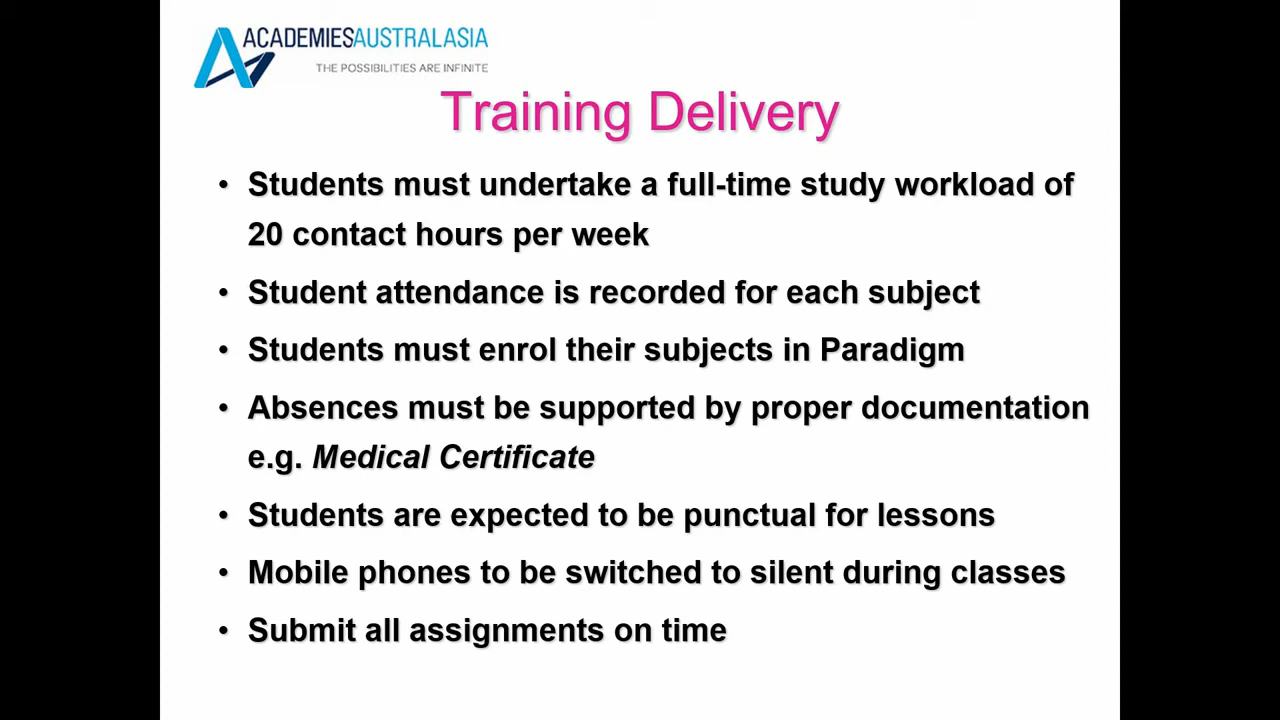 ACADEMIESAUSTRALASIA
THE POSSIBILITIES ARE INFINITE
Training Delivery
• Students must undertake a full-time study workload of
20 contact hours per week
• Student attendance is recorded for each subject
• Students must enrol their subjects in Paradigm
• Absences must be supported by proper documentation
e.g. Medical Certificate
• Students are expected to be punctual for lessons
• Mobile phones to be switched to silent during classes
• Submit all assignments on time